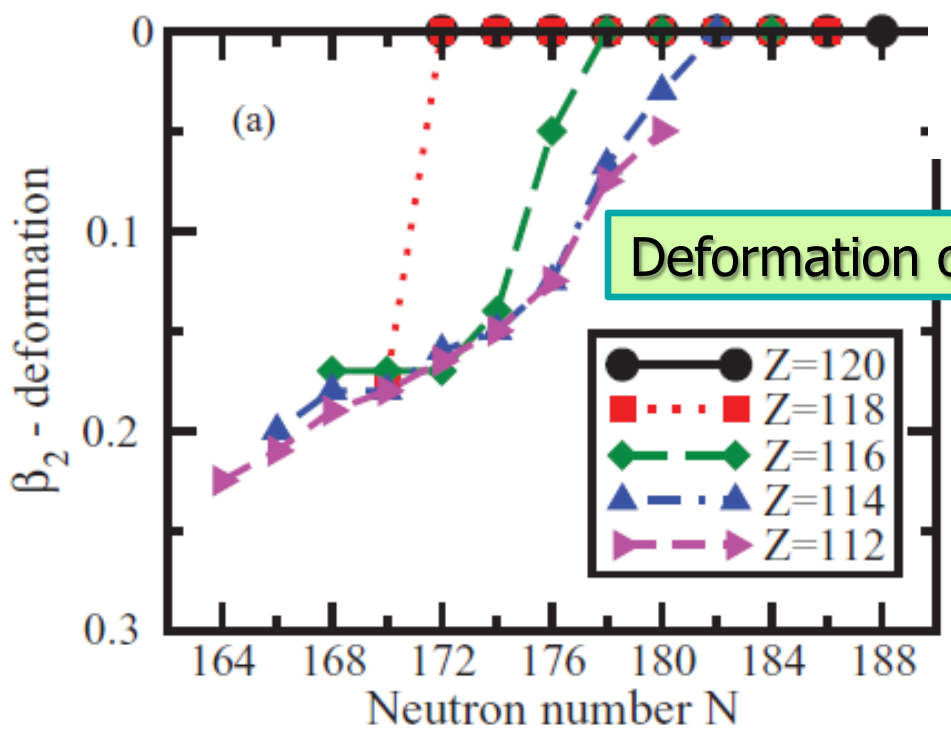 0
(a)
0.1
0.2
0.3
β₂ - deformation
Deformation
Z=120
Z=118
Z=116
Z=114
Z=112
164 168 172 176 180 184 188
Neutron number N